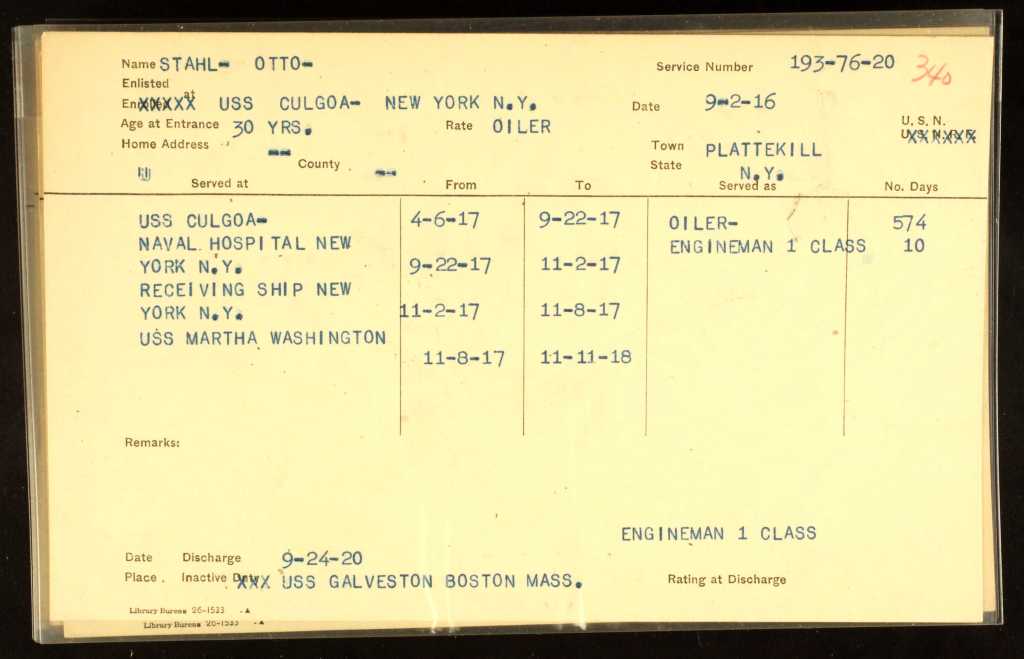 Name STAHL- OTTO- Service Number 193-76-20 340
Enlisted
at XXXXX USS CULGOA- NEW YORK N.Y. Date 9-2-16
Age at Entrance 30 YRS. Rate OILER U. S. N.
Home Address -- County -- Town PLATTEKILL
State N.Y.
Served at From To Served as No. Days
USS CULGOA- 4-6-17 9-22-17 OILER- 574
NAVAL HOSPITAL NEW ENGINEMAN 1 CLASS 10
YORK N.Y. 9-22-17 11-2-17
RECEIVING SHIP NEW
YORK N.Y. 11-2-17 11-8-17
USS MARTHA WASHINGTON
11-8-17 11-11-18
Remarks:
ENGINEMAN 1 CLASS
Date Discharge 9-24-20
Place Inactive Duty XXX USS GALVESTON BOSTON MASS. Rating at Discharge
Library Bureau 26-1533
Library Bureau 26-1533